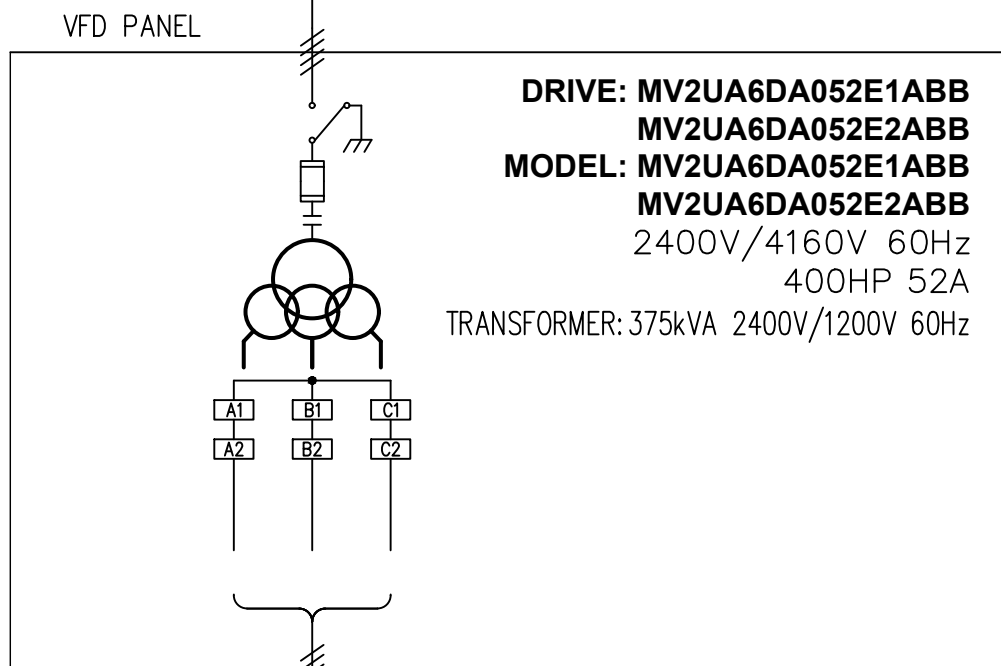 VFD PANEL
DRIVE: MV2UA6DA052E1ABB
MV2UA6DA052E2ABB
MODEL: MV2UA6DA052E1ABB
MV2UA6DA052E2ABB
2400V/4160V 60Hz
400HP 52A
TRANSFORMER: 375kVA 2400V/1200V 60Hz
A1 B1 C1
A2 B2 C2